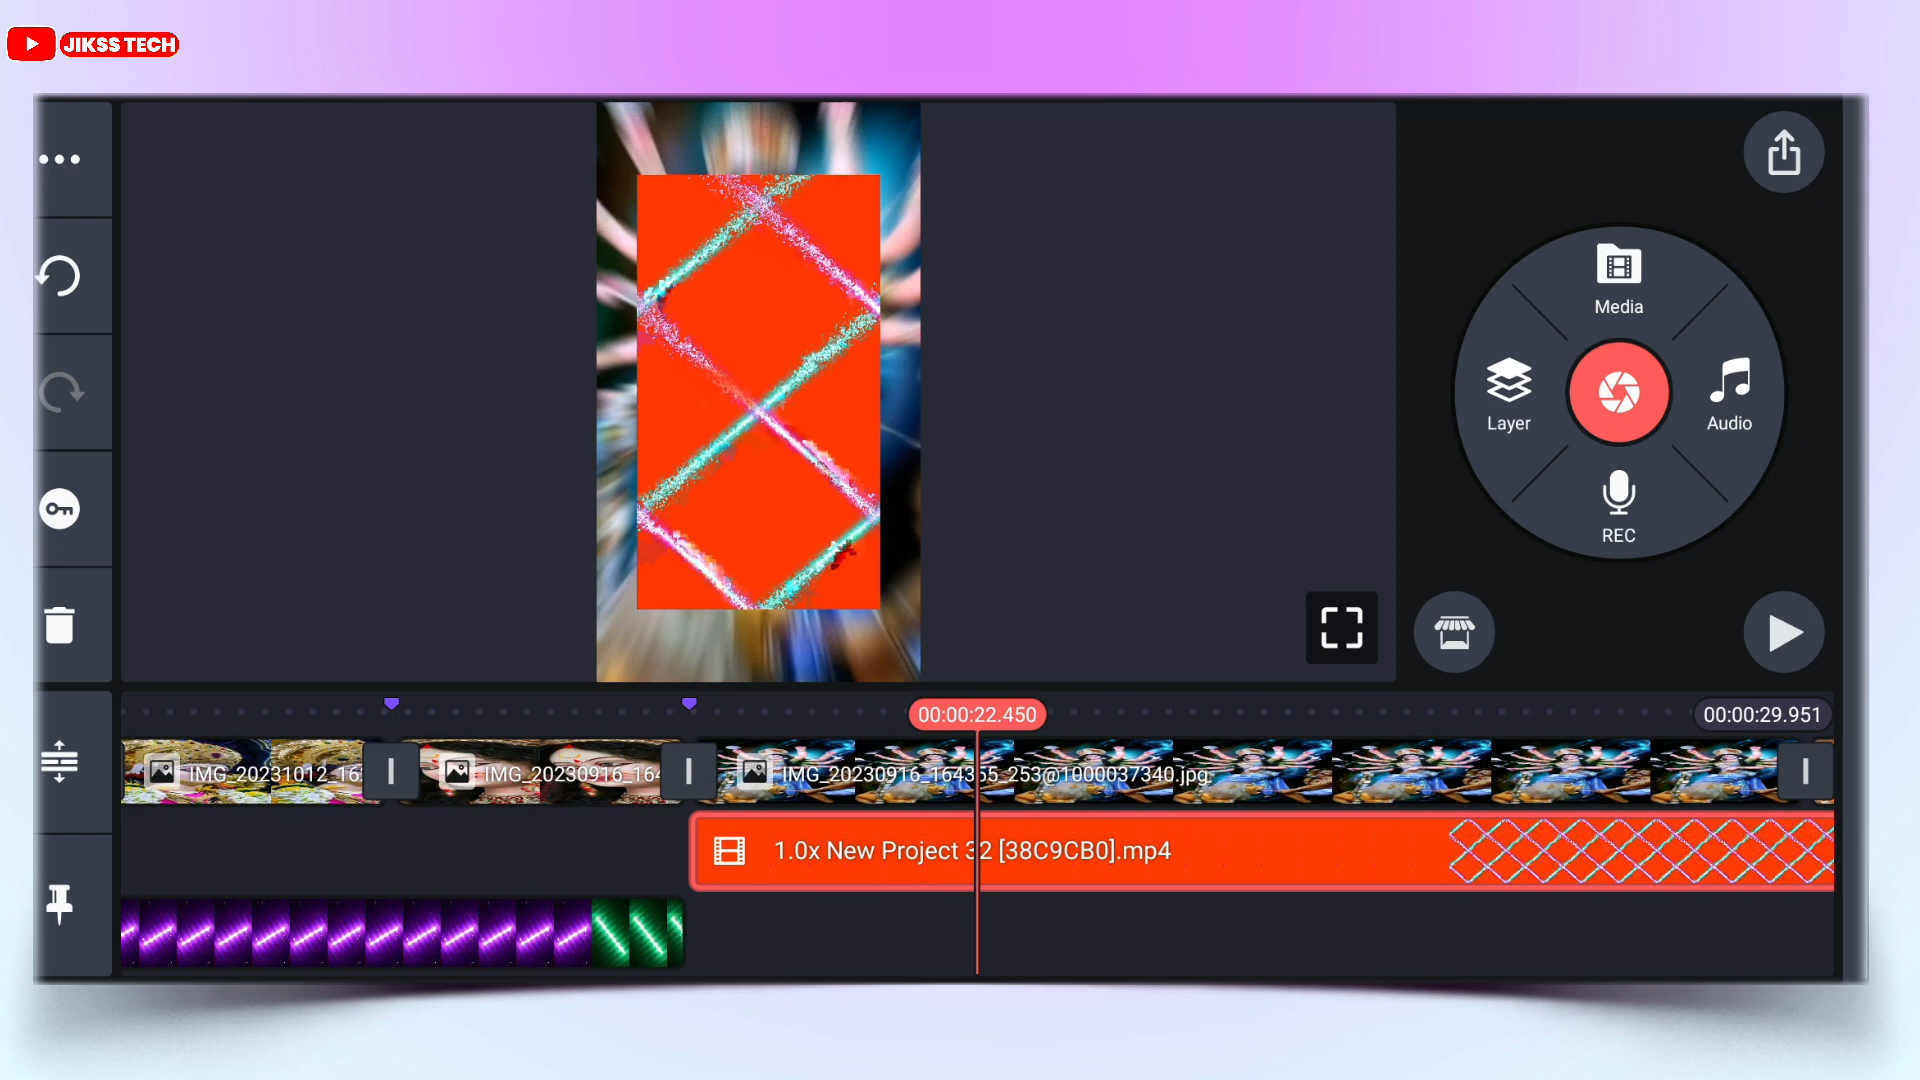 JIKSS TECH
Media
Layer
Audio
REC
00:00:22.450
00:00:29.951
IMG_20231012_16
IMG_20230916_164
IMG_20230916_164355_253@1000037340.jpg
1.0x New Project 32 [38C9CB0].mp4